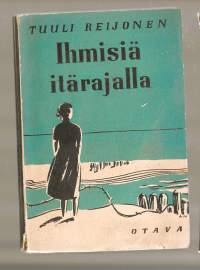 TUULI REIJONEN
Ihmisiä
itärajalla
OTAVA